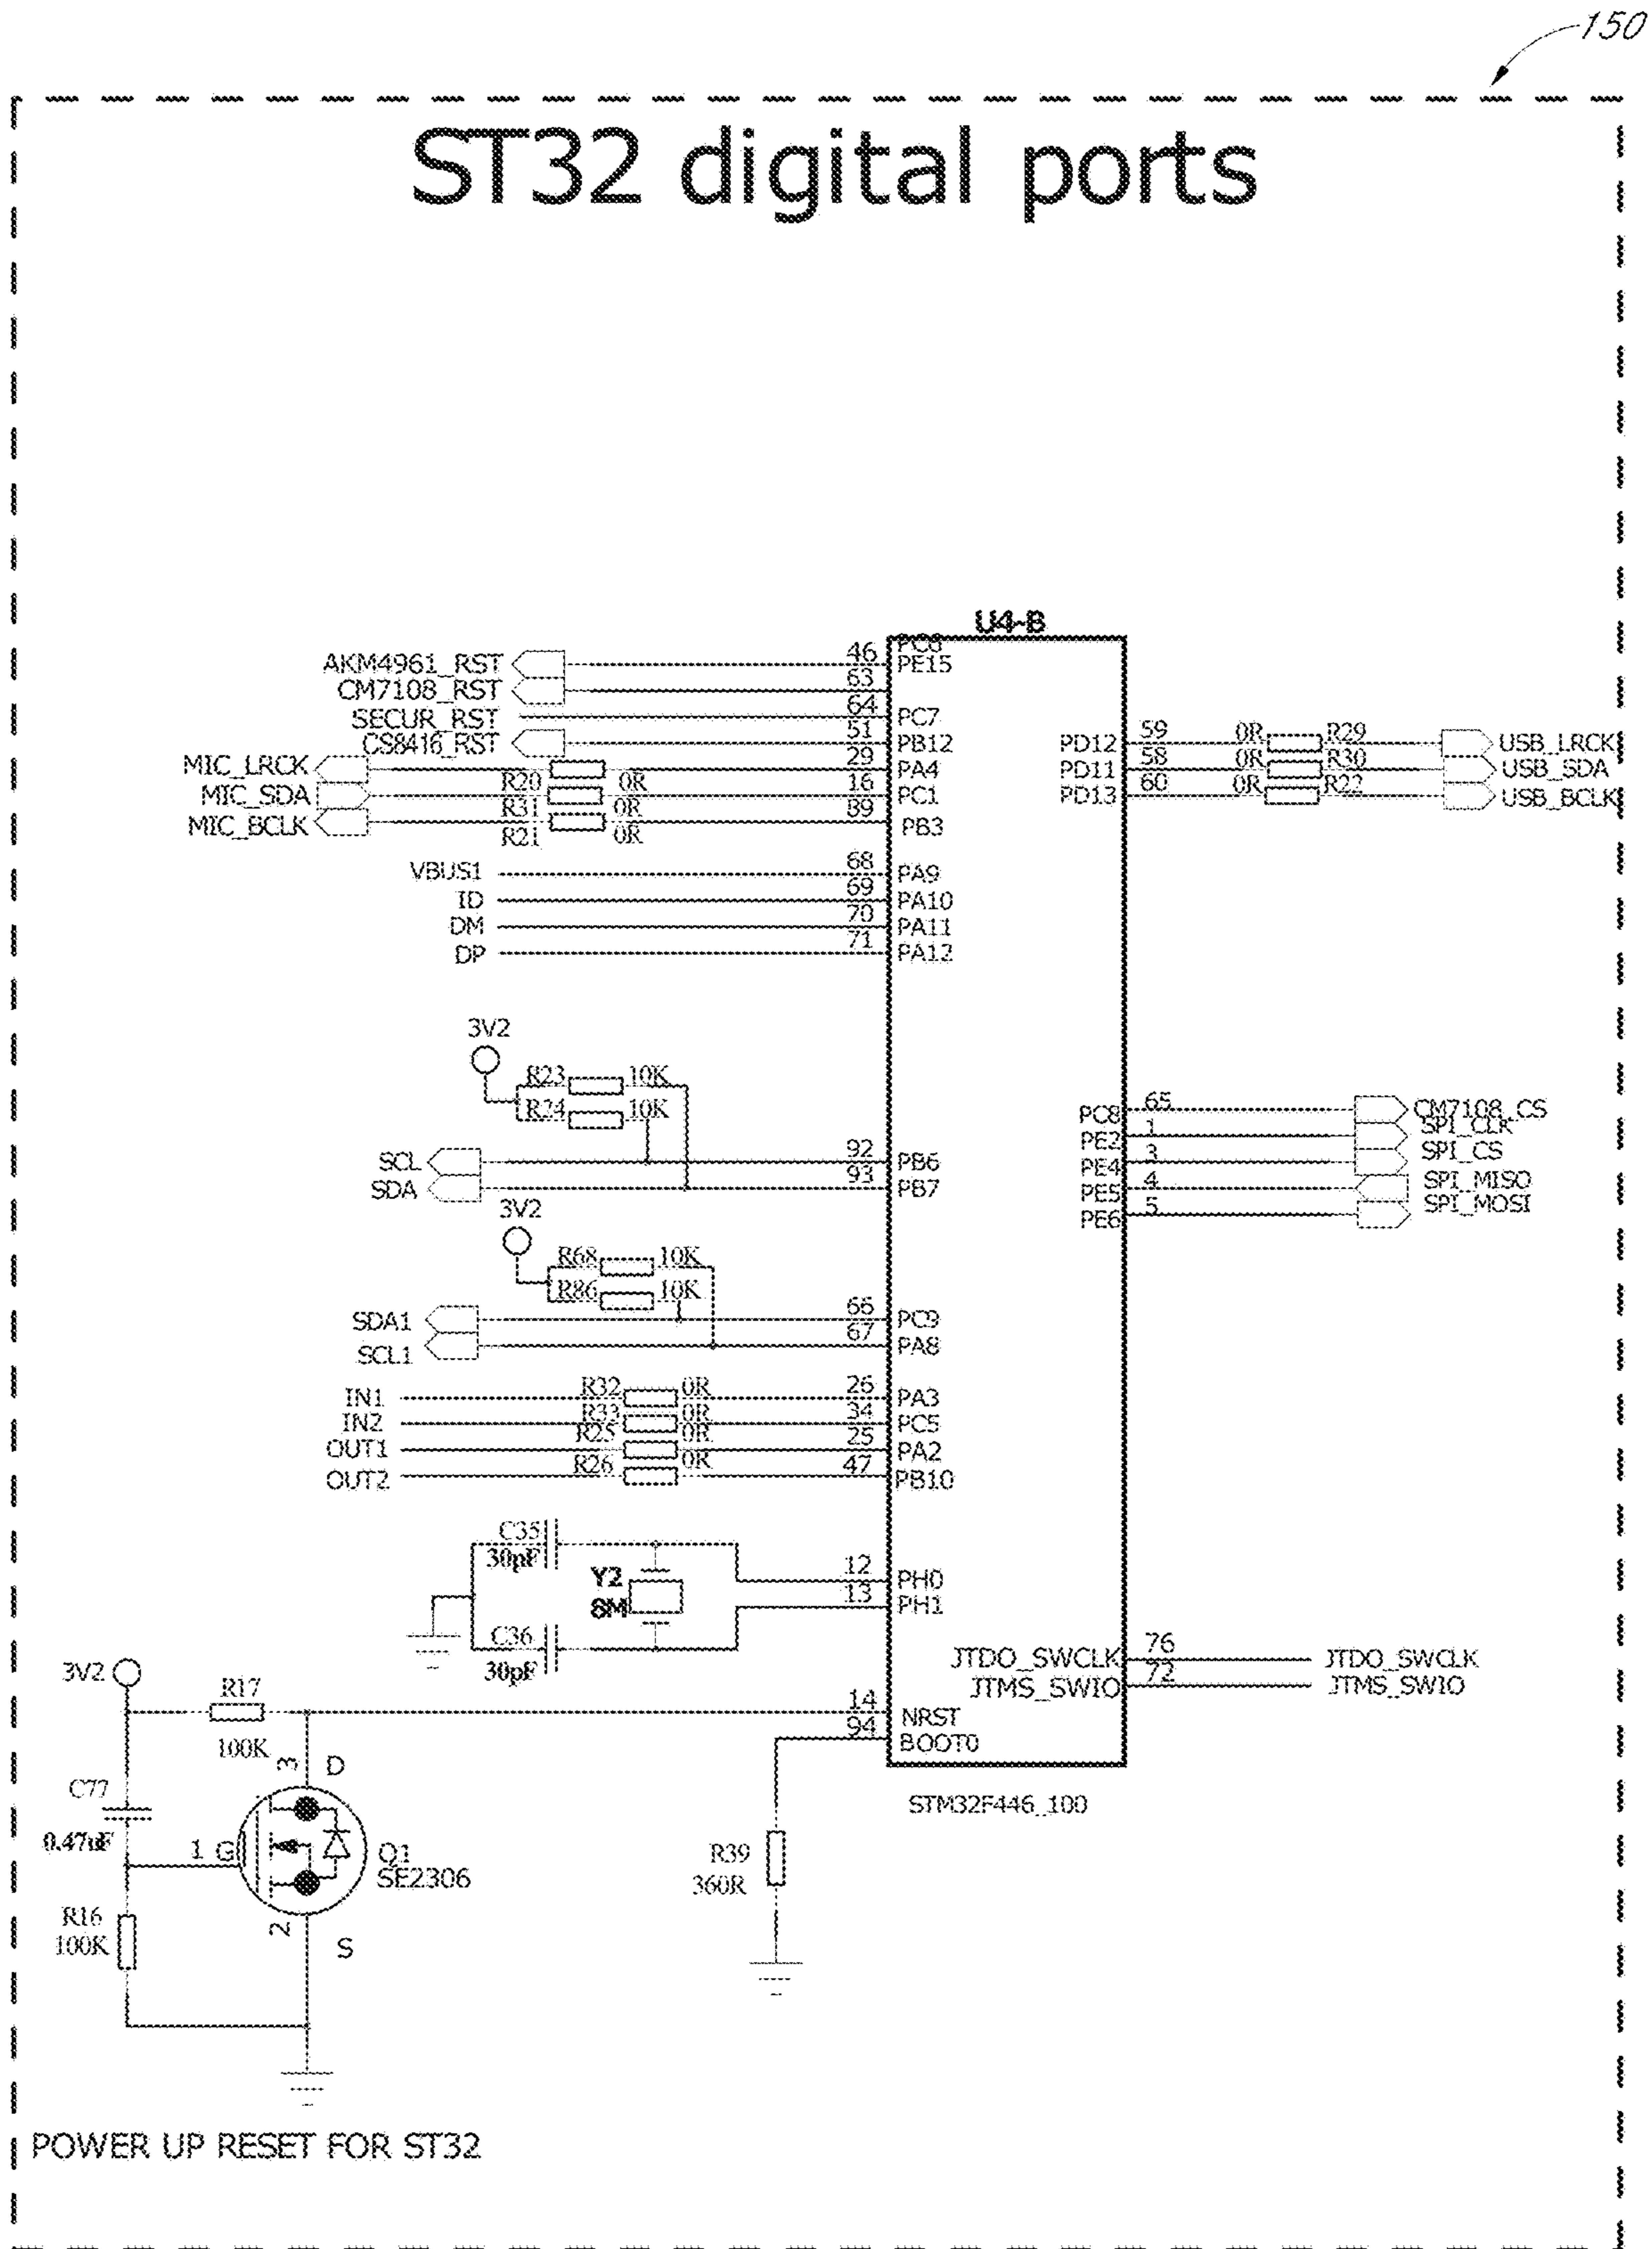 150
ST32 digital ports
U4-B
PC6
AKM4961_RST 46 PE15
CM7108_RST 63
SECUR_RST 64 PC7
CS8416_RST 51 PB12
PD12 59 0R R29 USB_LRCK
MIC_LRCK R20 0R 29 PA4
PD11 58 0R R30 USB_SDA
MIC_SDA R31 0R 16 PC1
PD13 60 0R R22 USB_BCLK
MIC_BCLK R21 0R 89 PB3
VBUS1 68 PA9
ID 69 PA10
DM 70 PA11
DP 71 PA12
3V2
R23 10K
R24 10K
PC8 65 CM7108_CS
PE2 1 SPI_CLK
SCL 92 PB6
PE4 3 SPI_CS
SDA 93 PB7
PE5 4 SPI_MISO
PE6 5 SPI_MOSI
3V2
R68 10K
R86 10K
SDA1 66 PC9
SCL1 67 PA8
IN1 R32 0R 26 PA3
IN2 R33 0R 34 PC5
OUT1 R25 0R 25 PA2
OUT2 R26 0R 47 PB10
C35
30pF
Y2
8M
12 PH0
13 PH1
C36
30pF
JTDO_SWCLK 76 JTDO_SWCLK
JTMS_SWIO 72 JTMS_SWIO
3V2
R17
100K
14 NRST
94 BOOT0
3 D
C77
0.47uF
1 G
Q1
SE2306
STM32F446_100
R39
360R
R16
100K
2 S
POWER UP RESET FOR ST32